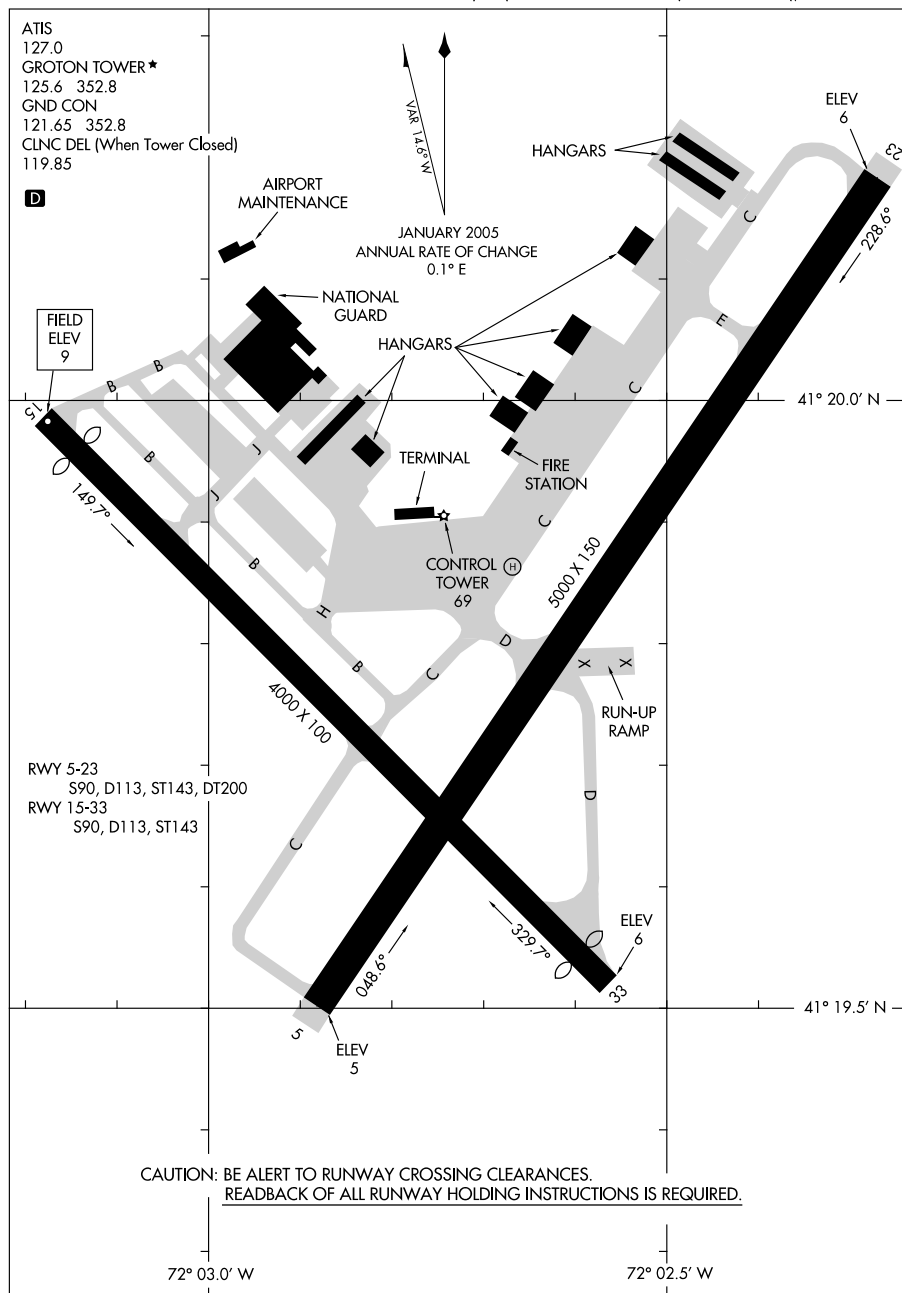 ATIS
127.0
GROTON TOWER ★
125.6 352.8
GND CON
121.65 352.8
CLNC DEL (When Tower Closed)
119.85
D
VAR 14.6° W
JANUARY 2005
ANNUAL RATE OF CHANGE
0.1° E
HANGARS
ELEV
6
23
228.6°
C
AIRPORT
MAINTENANCE
NATIONAL
GUARD
HANGARS
E
C
FIELD
ELEV
9
B
B
15
41° 20.0' N
149.7°
B
J
J
TERMINAL
FIRE
STATION
C
5000 X 150
CONTROL
TOWER
69
H
B
H
B
C
D
X
X
RUN-UP
RAMP
4000 X 100
D
RWY 5-23
S90, D113, ST143, DT200
RWY 15-33
S90, D113, ST143
C
048.6°
329.7°
ELEV
6
33
41° 19.5' N
5
ELEV
5
CAUTION: BE ALERT TO RUNWAY CROSSING CLEARANCES.
READBACK OF ALL RUNWAY HOLDING INSTRUCTIONS IS REQUIRED.
72° 03.0' W
72° 02.5' W